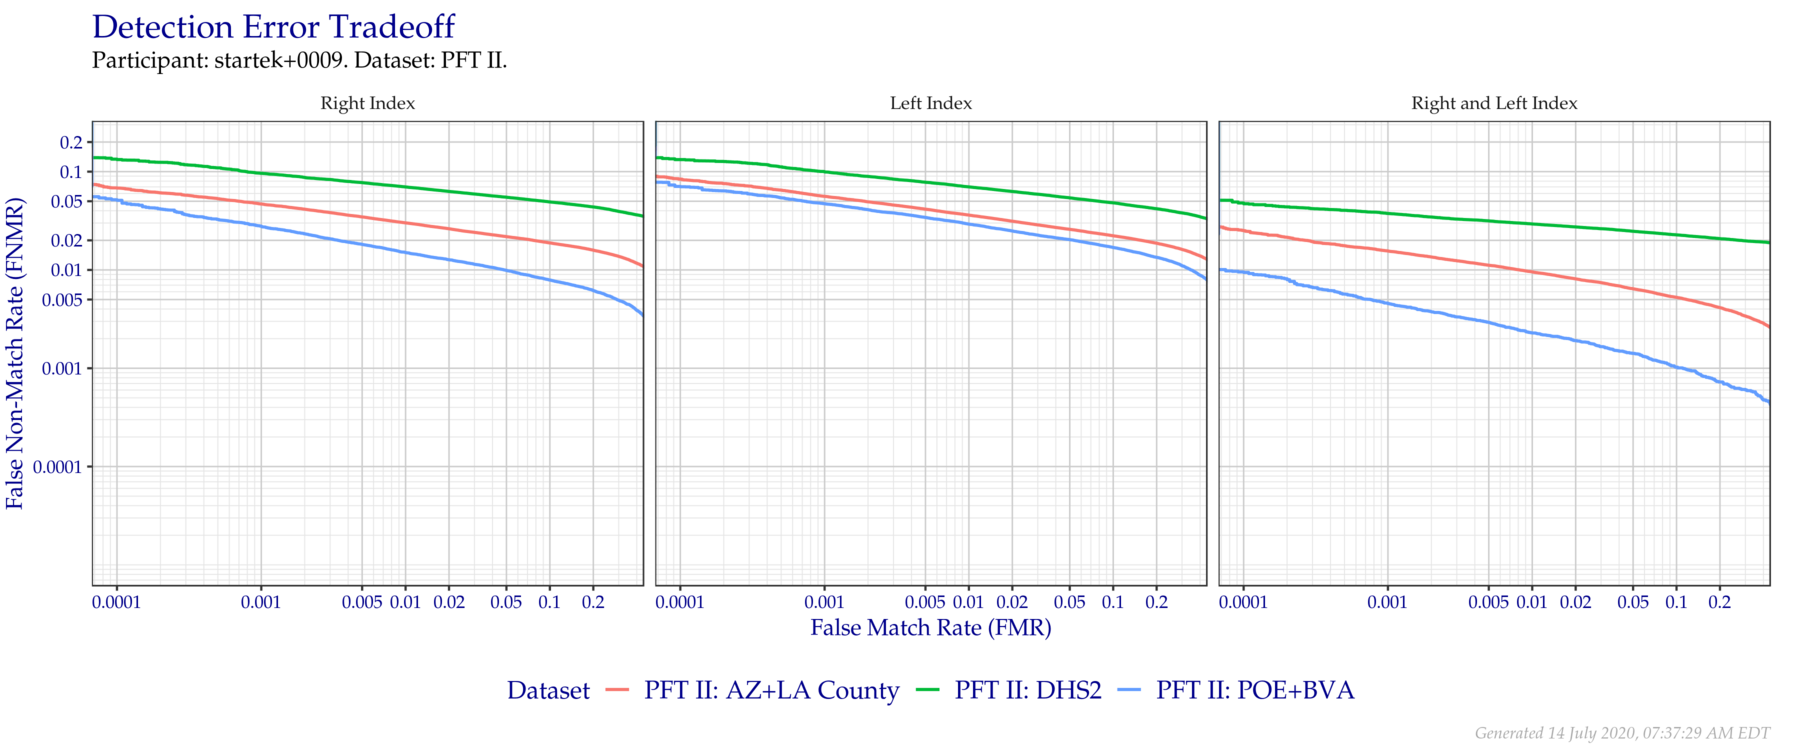 Detection Error Tradeoff
Participant: startek+0009. Dataset: PFT II.
Right Index
Left Index
Right and Left Index
False Non-Match Rate (FNMR)
0.2
0.1
0.05
0.02
0.01
0.005
0.001
0.0001
0.0001 0.001 0.005 0.01 0.02 0.05 0.1 0.2
0.0001 0.001 0.005 0.01 0.02 0.05 0.1 0.2
0.0001 0.001 0.005 0.01 0.02 0.05 0.1 0.2
False Match Rate (FMR)
Dataset PFT II: AZ+LA County PFT II: DHS2 PFT II: POE+BVA
Generated 14 July 2020, 07:37:29 AM EDT